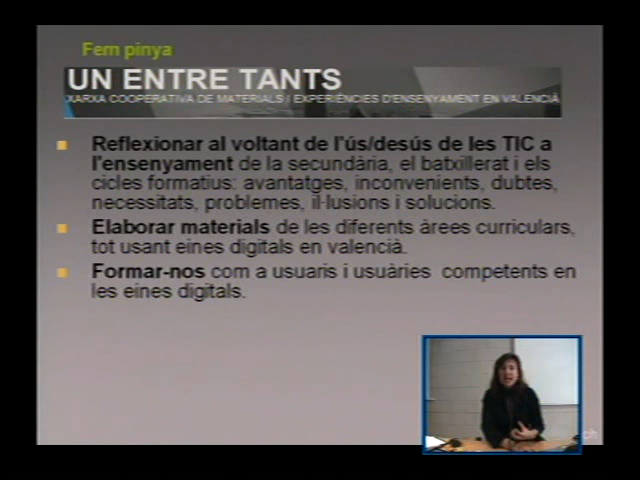 Fem pinya
UN ENTRE TANTS
XARXA COOPERATIVA DE MATERIALS I EXPERIÈNCIES D'ENSENYAMENT EN VALENCIÀ
Reflexionar al voltant de l'ús/desús de les TIC a
l'ensenyament de la secundària, el batxillerat i els
cicles formatius: avantatges, inconvenients, dubtes,
necessitats, problemes, il·lusions i solucions.
Elaborar materials de les diferents àrees curriculars,
tot usant eines digitals en valencià.
Formar-nos com a usuaris i usuàries competents en
les eines digitals.